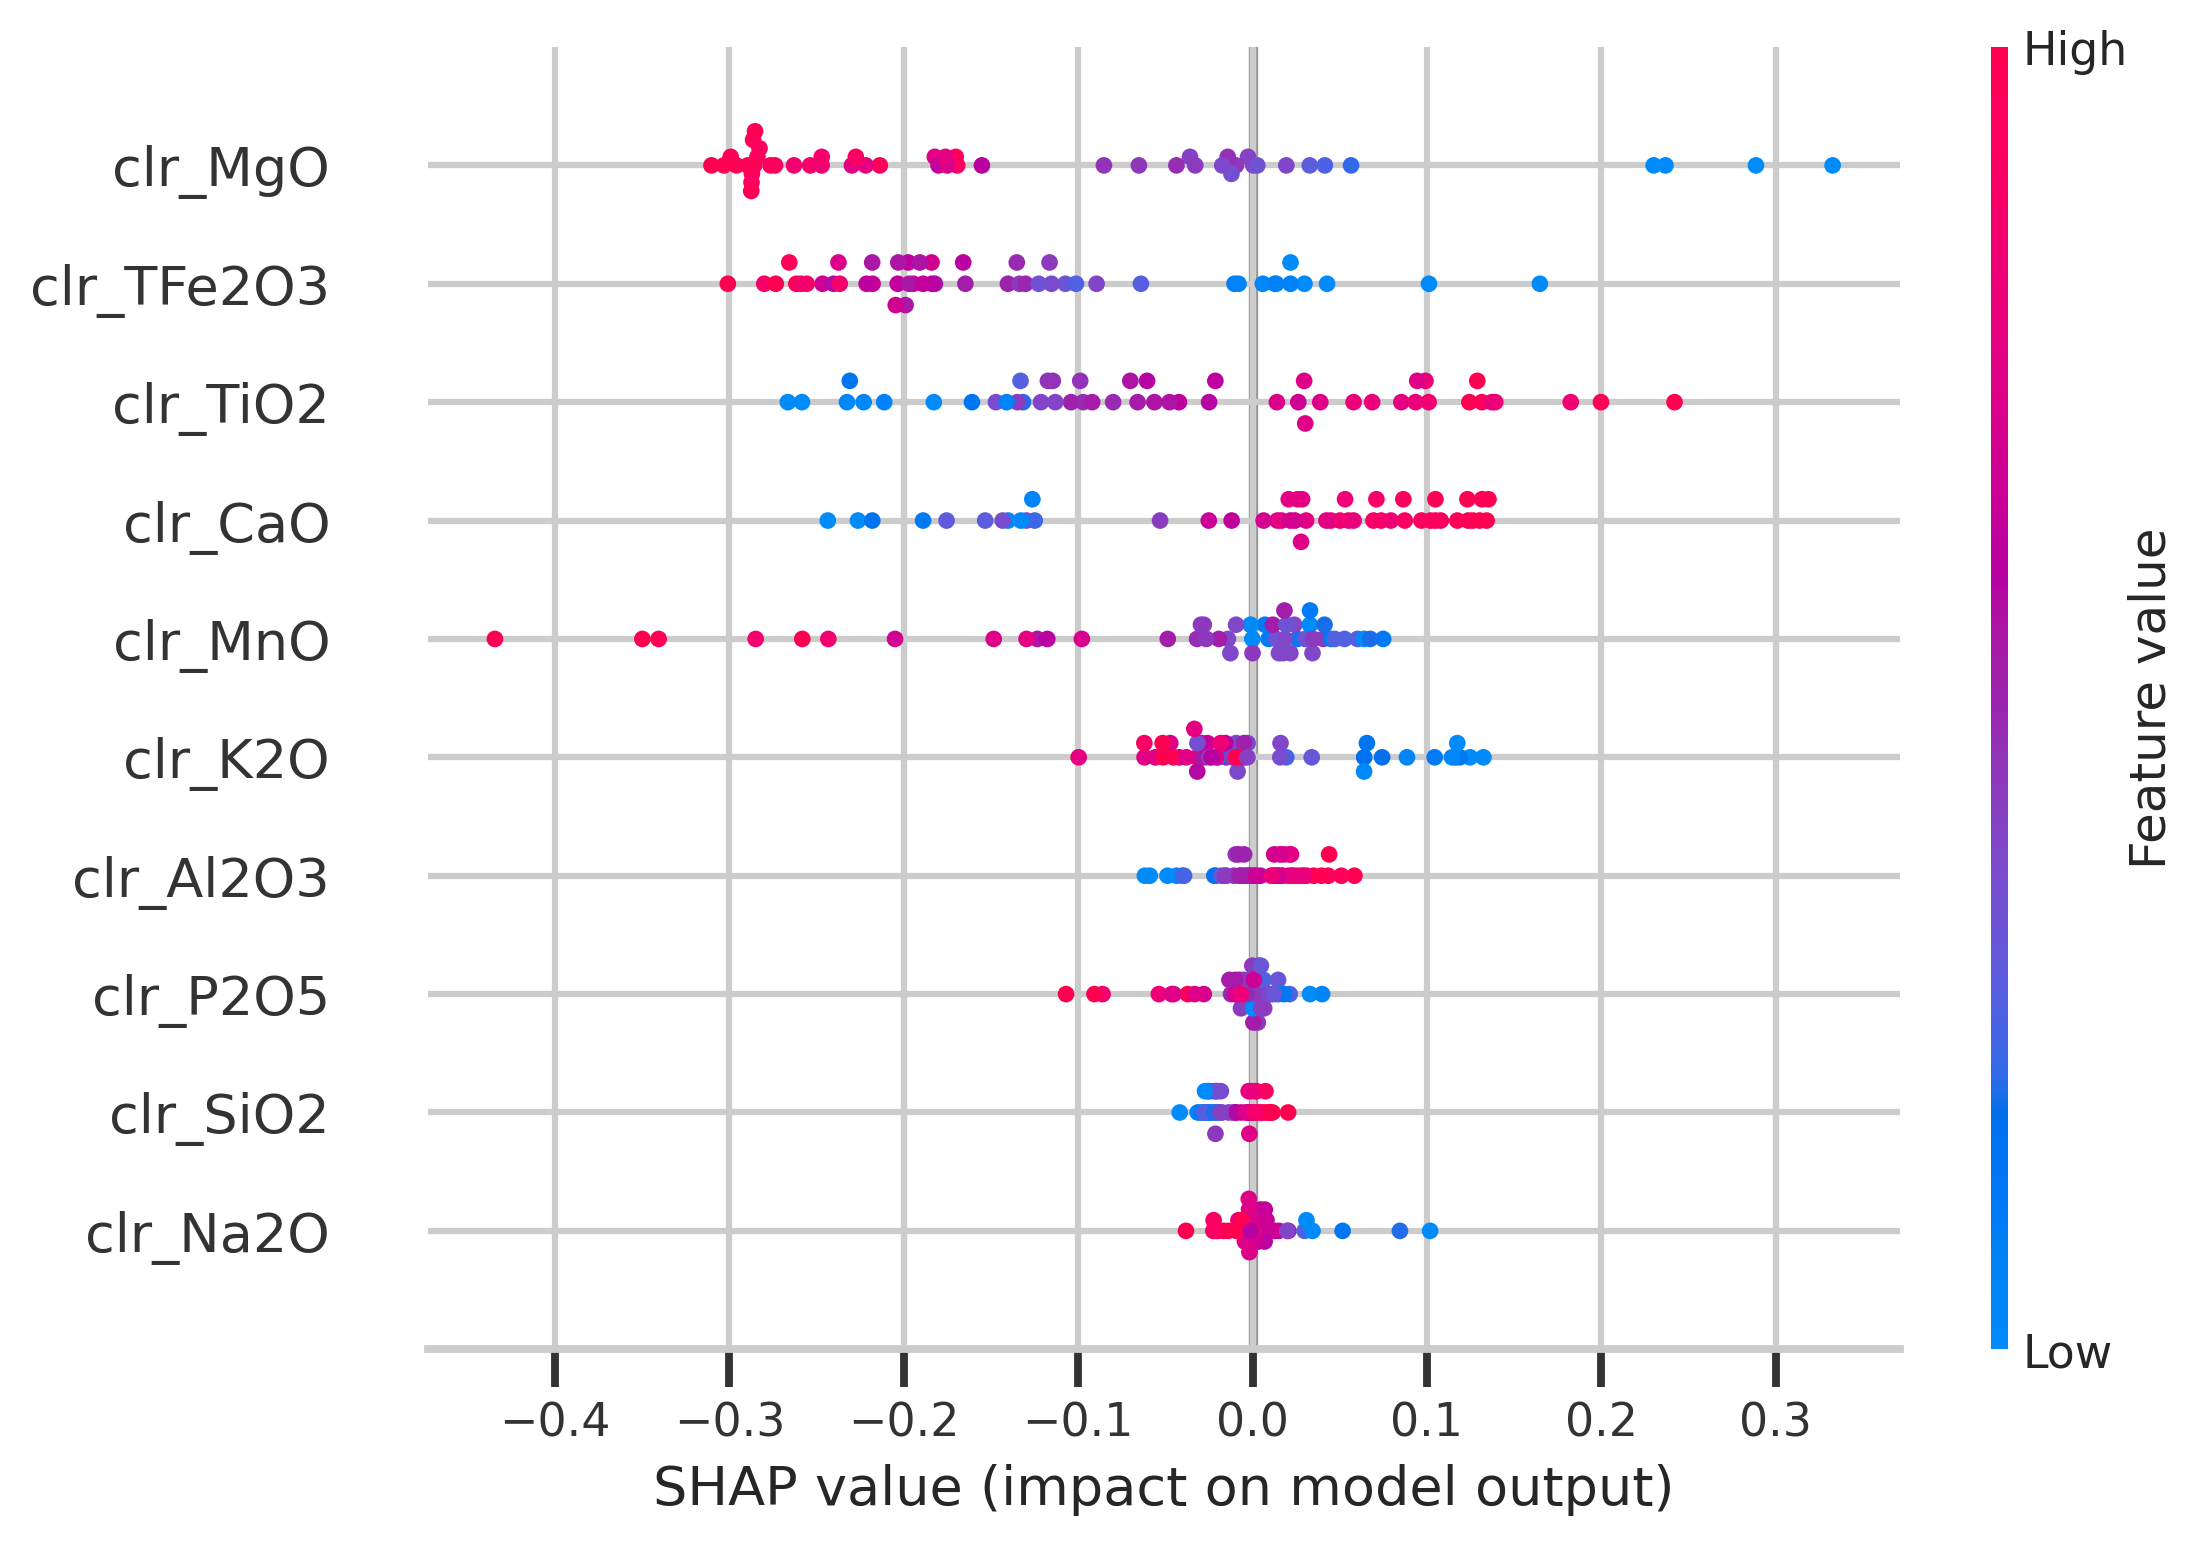 High
clr_MgO
clr_TFe2O3
clr_TiO2
clr_CaO
clr_MnO
clr_K2O
clr_Al2O3
clr_P2O5
clr_SiO2
clr_Na2O
Feature value
Low
−0.4 −0.3 −0.2 −0.1 0.0 0.1 0.2 0.3
SHAP value (impact on model output)